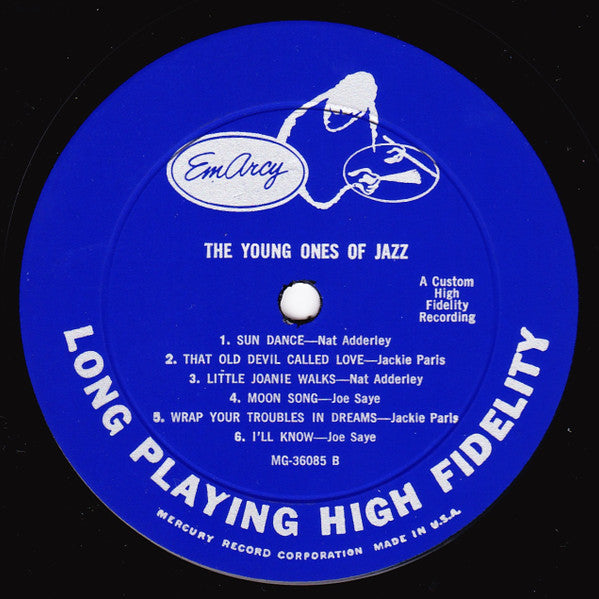 EmArcy
THE YOUNG ONES OF JAZZ
A Custom
High
Fidelity
Recording
1. SUN DANCE—Nat Adderley
2. THAT OLD DEVIL CALLED LOVE—Jackie Paris
3. LITTLE JOANIE WALKS—Nat Adderley
4. MOON SONG—Joe Saye
5. WRAP YOUR TROUBLES IN DREAMS—Jackie Paris
6. I'LL KNOW—Joe Saye
MG-36085 B
LONG PLAYING HIGH FIDELITY
MERCURY RECORD CORPORATION MADE IN U.S.A.